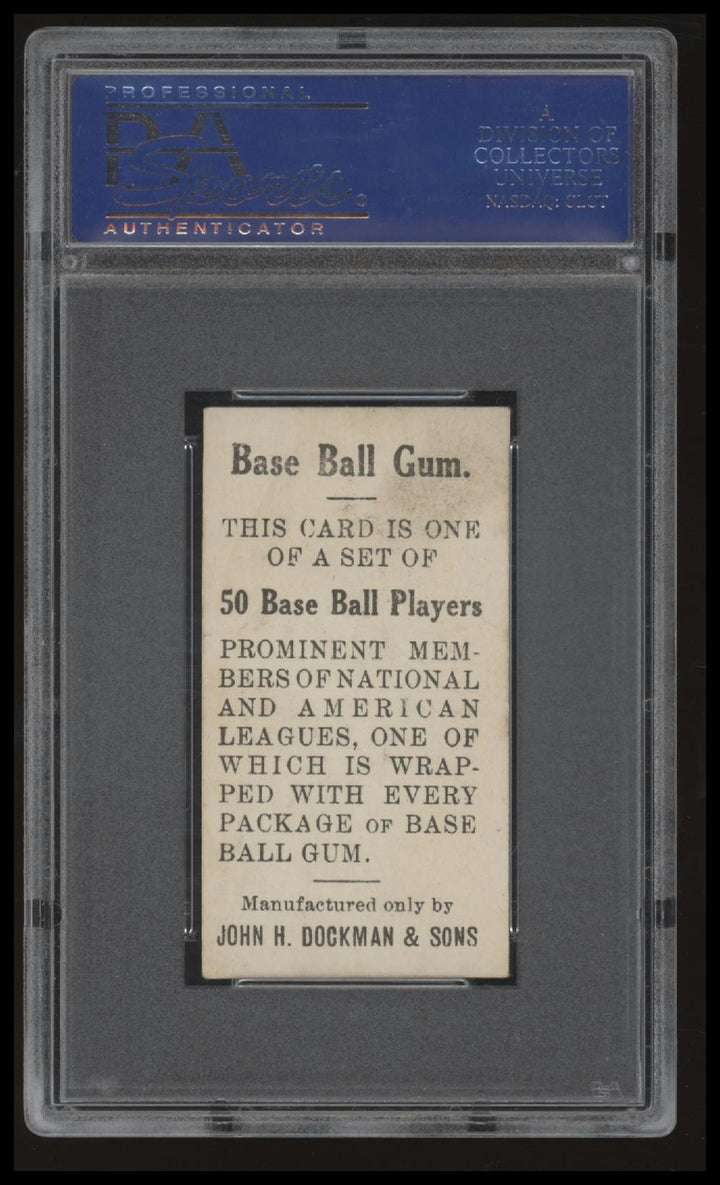 PROFESSIONAL
PSA
Sports
AUTHENTICATOR
A
DIVISION OF
COLLECTORS
UNIVERSE
NASDAQ: CLCT
Base Ball Gum.
THIS CARD IS ONE
OF A SET OF
50 Base Ball Players
PROMINENT MEM-
BERS OF NATIONAL
AND AMERICAN
LEAGUES, ONE OF
WHICH IS WRAP-
PED WITH EVERY
PACKAGE OF BASE
BALL GUM.
Manufactured only by
JOHN H. DOCKMAN & SONS
PSA